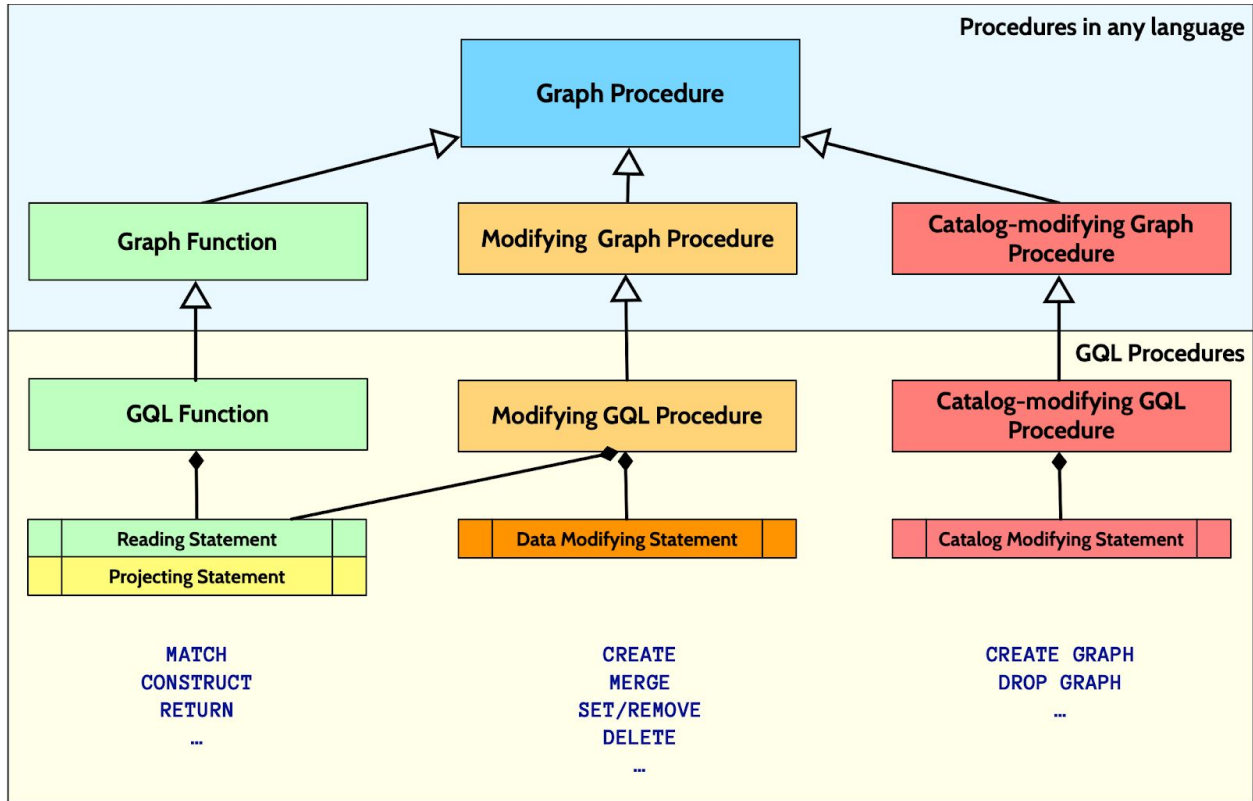 Procedures in any language
Graph Procedure
Graph Function
Modifying Graph Procedure
Catalog-modifying Graph
Procedure
GQL Procedures
GQL Function
Modifying GQL Procedure
Catalog-modifying GQL
Procedure
Reading Statement
Projecting Statement
Data Modifying Statement
Catalog Modifying Statement
MATCH
CONSTRUCT
RETURN
…
CREATE
MERGE
SET/REMOVE
DELETE
…
CREATE GRAPH
DROP GRAPH
…